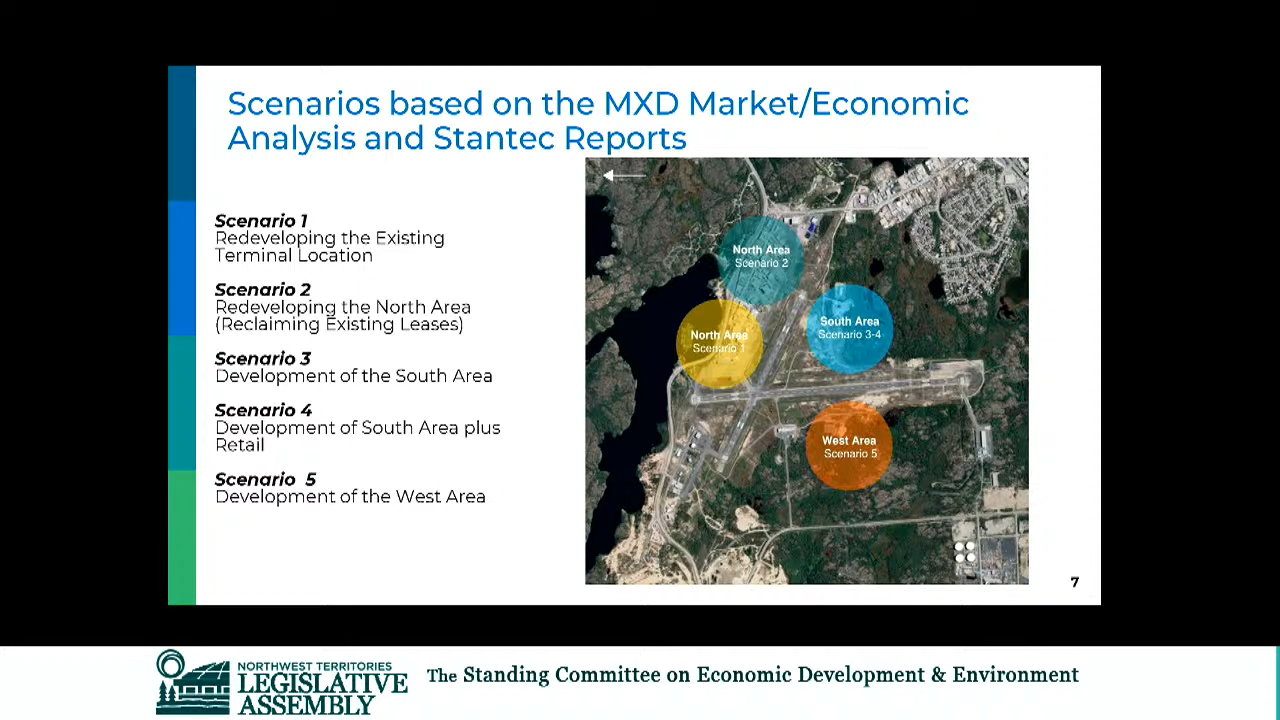 Scenarios based on the MXD Market/Economic
Analysis and Stantec Reports
Scenario 1
Redeveloping the Existing
Terminal Location
Scenario 2
Redeveloping the North Area
(Reclaiming Existing Leases)
Scenario 3
Development of the South Area
Scenario 4
Development of South Area plus
Retail
Scenario 5
Development of the West Area
North Area
Scenario 2
South Area
Scenario 3-4
North Area
Scenario 1
West Area
Scenario 5
7
NORTHWEST TERRITORIES
LEGISLATIVE
ASSEMBLY
The Standing Committee on Economic Development & Environment